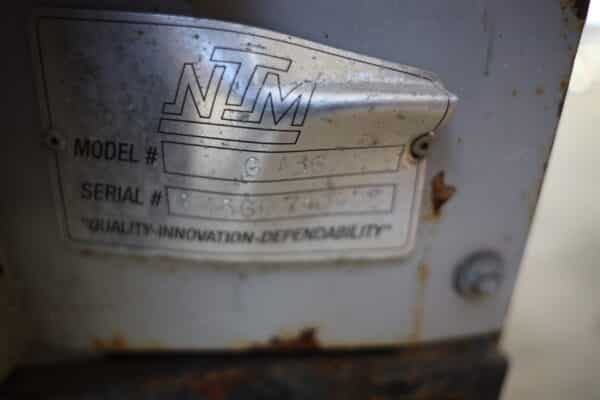 NTM
MODEL #
SERIAL #
"QUALITY-INNOVATION-DEPENDABILITY"